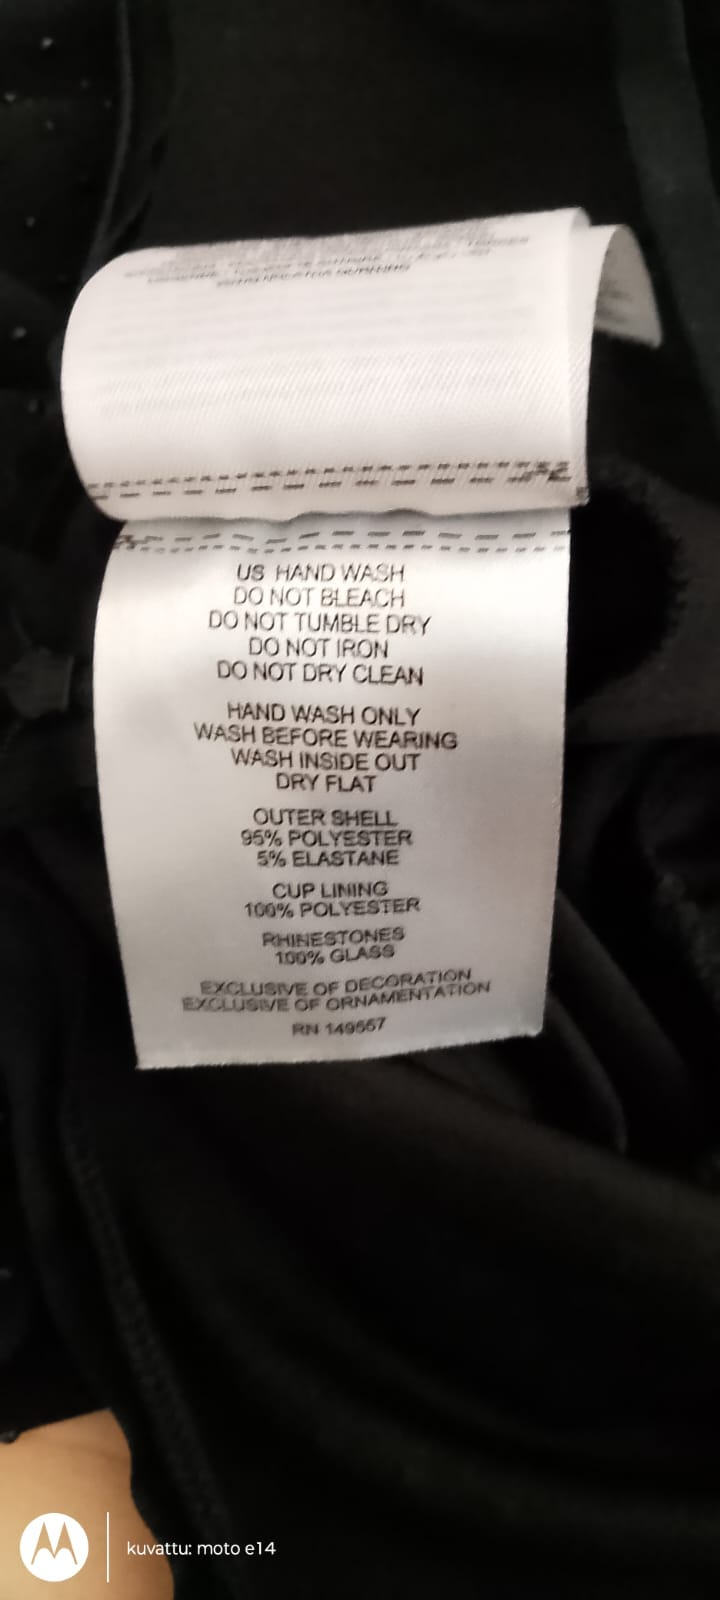 US HAND WASH
DO NOT BLEACH
DO NOT TUMBLE DRY
DO NOT IRON
DO NOT DRY CLEAN
HAND WASH ONLY
WASH BEFORE WEARING
WASH INSIDE OUT
DRY FLAT
OUTER SHELL
95% POLYESTER
5% ELASTANE
CUP LINING
100% POLYESTER
RHINESTONES
100% GLASS
EXCLUSIVE OF DECORATION
EXCLUSIVE OF ORNAMENTATION
RN 149557
kuvattu: moto e14